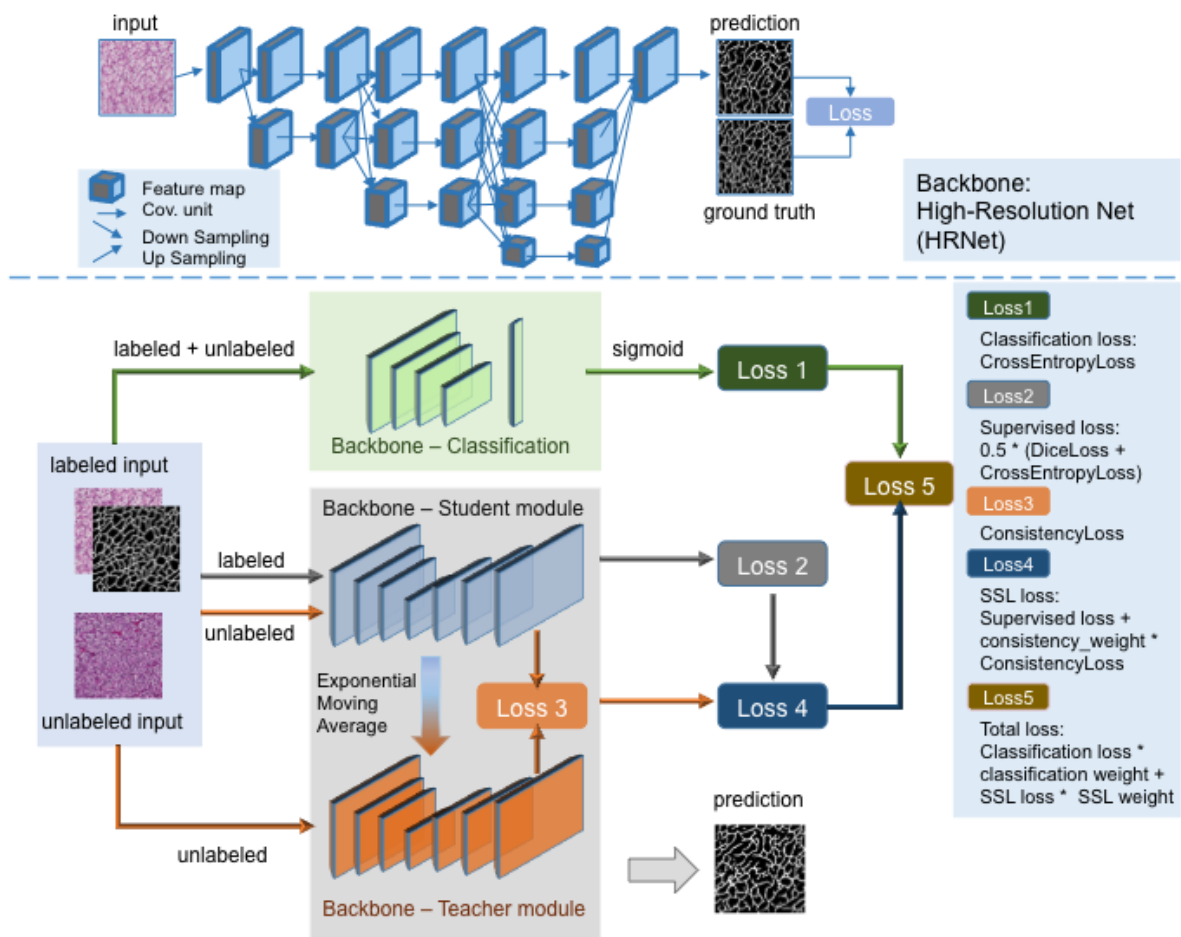 input
prediction
Loss
ground truth
Feature map
Cov. unit
Down Sampling
Up Sampling
Backbone:
High-Resolution Net
(HRNet)
labeled + unlabeled
Backbone – Classification
sigmoid
Loss 1
labeled input
unlabeled input
labeled
unlabeled
unlabeled
Backbone – Student module
Exponential
Moving
Average
Loss 3
Backbone – Teacher module
Loss 2
Loss 4
Loss 5
prediction
Loss1
Classification loss:
CrossEntropyLoss
Loss2
Supervised loss:
0.5 * (DiceLoss +
CrossEntropyLoss)
Loss3
ConsistencyLoss
Loss4
SSL loss:
Supervised loss +
consistency_weight *
ConsistencyLoss
Loss5
Total loss:
Classification loss *
classification weight +
SSL loss * SSL weight